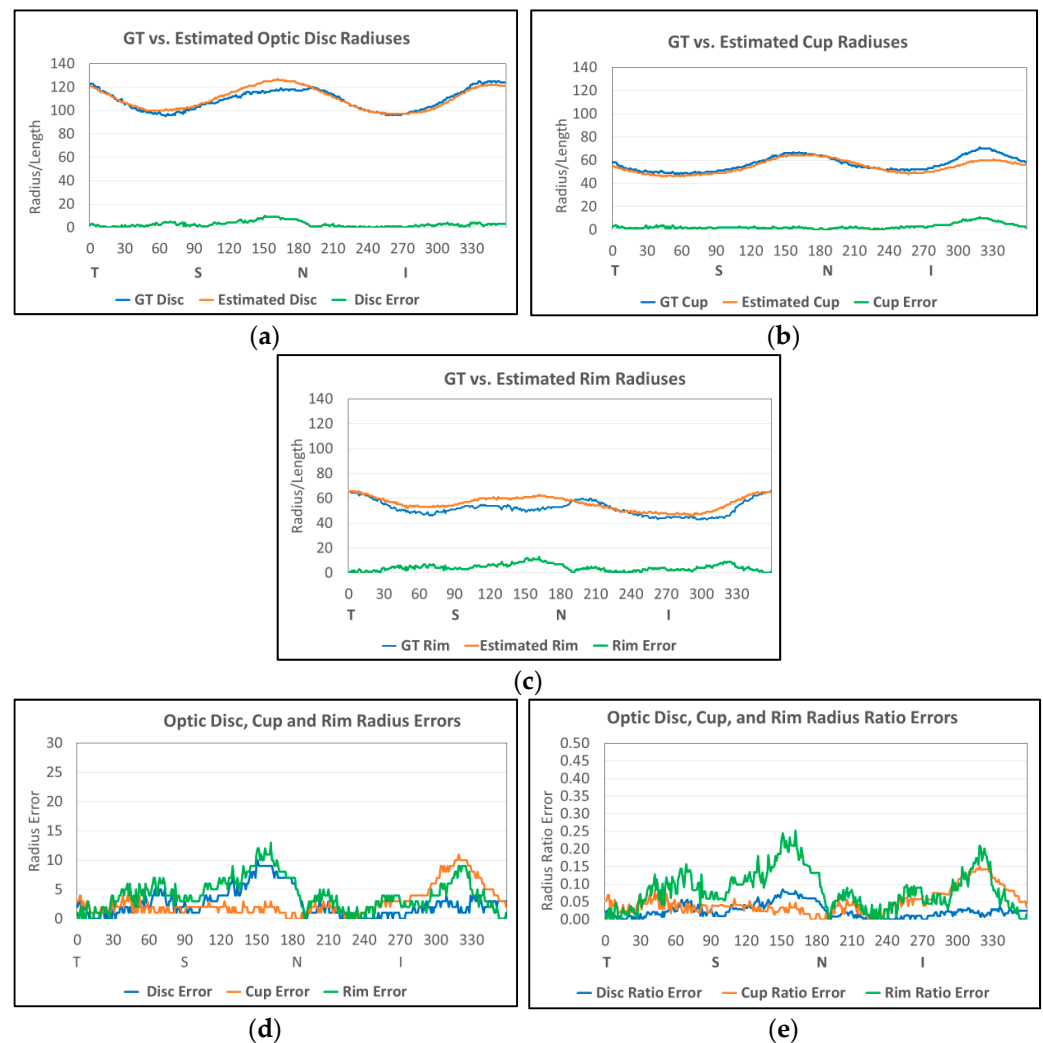 GT vs. Estimated Optic Disc Radiuses
Radius/Length
140
120
100
80
60
40
20
0
0 30 60 90 120 150 180 210 240 270 300 330
T S N I
GT Disc Estimated Disc Disc Error
(a)
GT vs. Estimated Cup Radiuses
Radius/Length
140
120
100
80
60
40
20
0
0 30 60 90 120 150 180 210 240 270 300 330
T S N I
GT Cup Estimated Cup Cup Error
(b)
GT vs. Estimated Rim Radiuses
Radius/Length
140
120
100
80
60
40
20
0
0 30 60 90 120 150 180 210 240 270 300 330
T S N I
GT Rim Estimated Rim Rim Error
(c)
Optic Disc, Cup and Rim Radius Errors
Radius Error
30
25
20
15
10
5
0
0 30 60 90 120 150 180 210 240 270 300 330
T S N I
Disc Error Cup Error Rim Error
(d)
Optic Disc, Cup, and Rim Radius Ratio Errors
Radius Ratio Error
0.50
0.45
0.40
0.35
0.30
0.25
0.20
0.15
0.10
0.05
0.00
0 30 60 90 120 150 180 210 240 270 300 330
T S N I
Disc Ratio Error Cup Ratio Error Rim Ratio Error
(e)